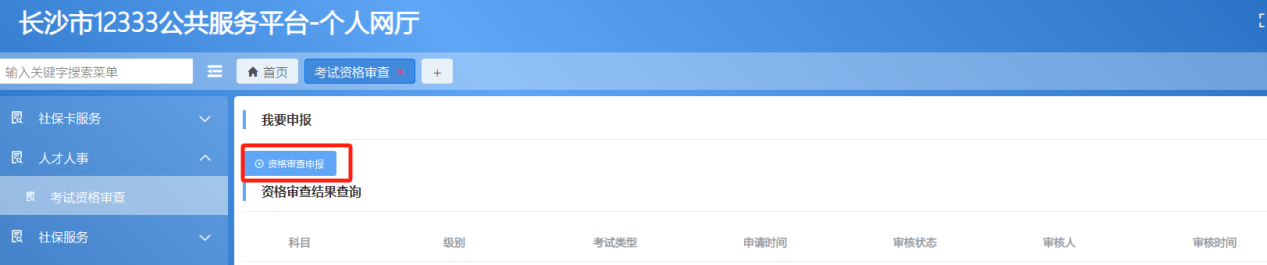 长沙市12333公共服务平台-个人网厅
输入关键字搜索菜单
首页
考试资格审查 ×
+
社保卡服务
人才人事
考试资格审查
社保服务
我要申报
资格审查申报
资格审查结果查询
科目 级别 考试类型 申请时间 审核状态 审核人 审核时间